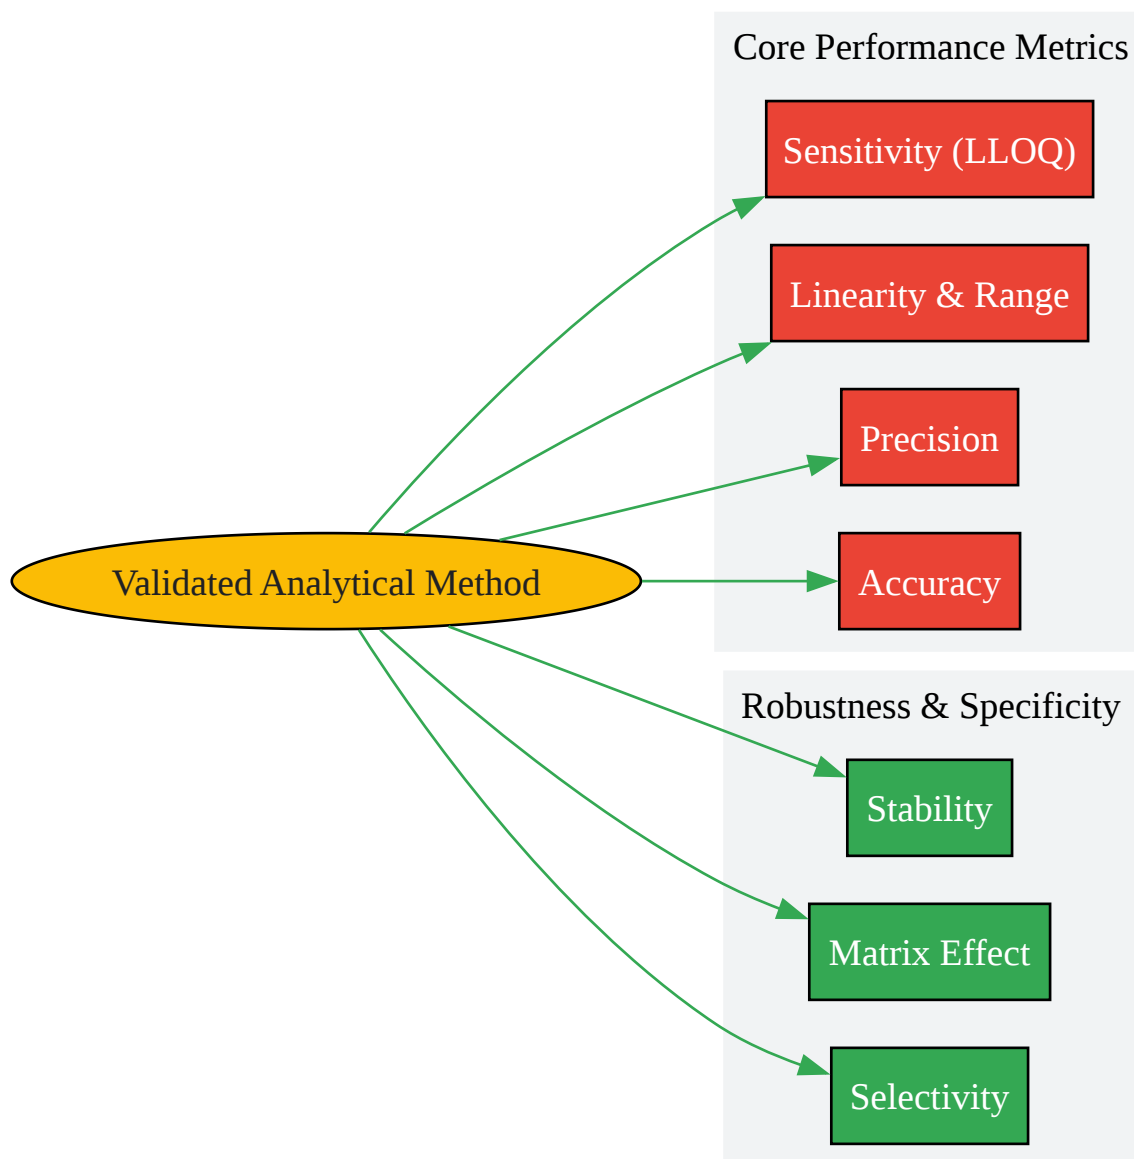 Core Performance Metrics
Sensitivity (LLOQ)
Linearity & Range
Precision
Validated Analytical Method
Accuracy
Robustness & Specificity
Stability
Matrix Effect
Selectivity